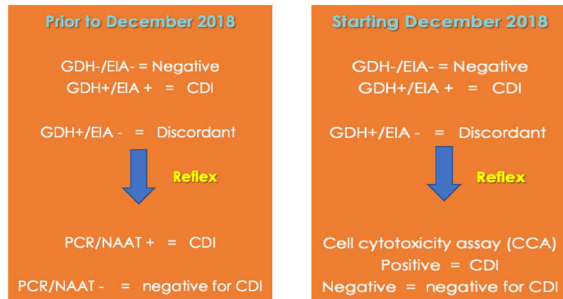 Prior to December 2018
GDH-/EIA- = Negative
GDH+/EIA + = CDI
GDH+/EIA - = Discordant
Reflex
PCR/NAAT + = CDI
PCR/NAAT - = negative for CDI
Starting December 2018
GDH-/EIA- = Negative
GDH+/EIA + = CDI
GDH+/EIA - = Discordant
Reflex
Cell cytotoxicity assay (CCA)
Positive = CDI
Negative = negative for CDI